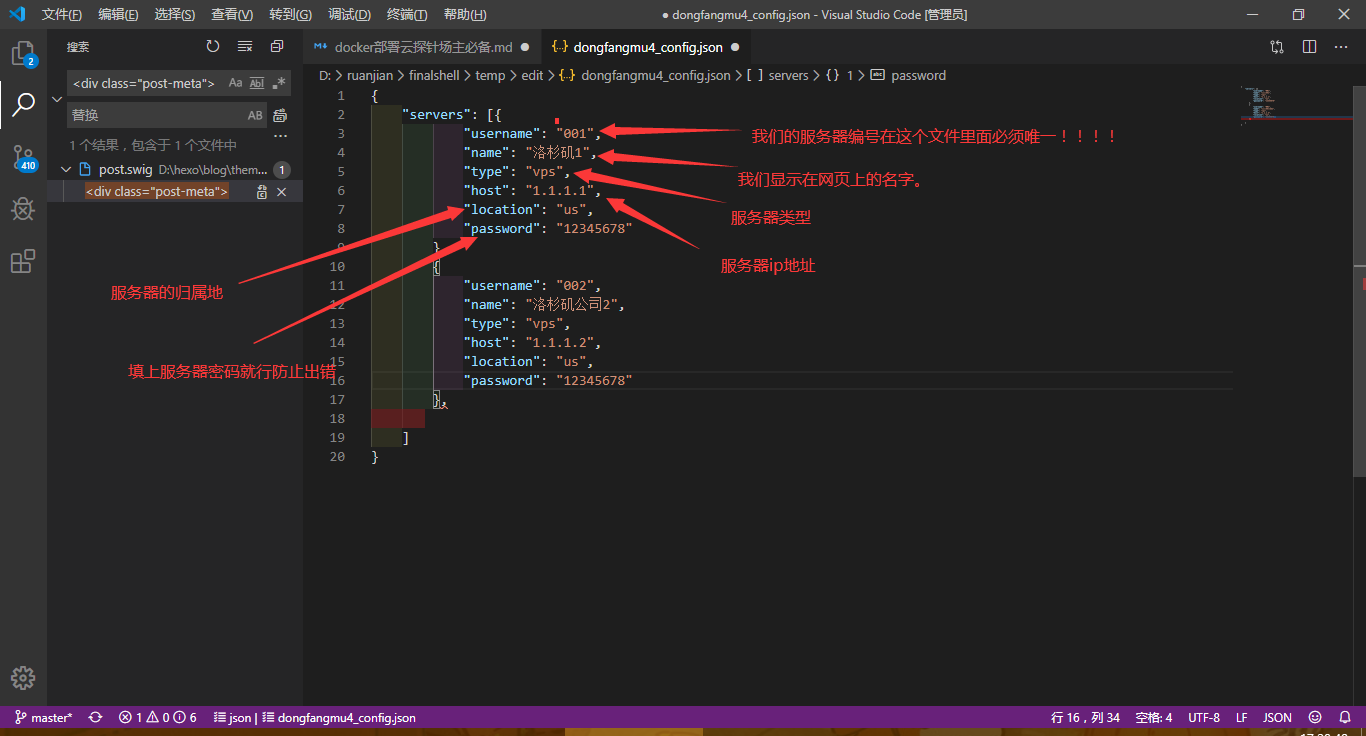 文件(F) 编辑(E) 选择(S) 查看(V) 转到(G) 调试(D) 终端(T) 帮助(H) ● dongfangmu4_config.json - Visual Studio Code [管理员]
搜索
docker部署云探针场主必备.md ●
{..} dongfangmu4_config.json ●
2
<div class="post-meta"> Aa Abl .*
替换 AB
...
1 个结果，包含于 1 个文件中
post.swig D:\hexo\blog\them... 1
<div class="post-meta">
410
D: > ruanjian > finalshell > temp > edit > {..} dongfangmu4_config.json > [ ] servers > {} 1 > abc password
1 {
2 "servers": [{
3 "username": "001",
4 "name": "洛杉矶1",
5 "type": "vps",
6 "host": "1.1.1.1",
7 "location": "us",
8 "password": "12345678"
9 }
10 {
11 "username": "002",
12 "name": "洛杉矶公司2",
13 "type": "vps",
14 "host": "1.1.1.2",
15 "location": "us",
16 "password": "12345678"
17 },
18
19 ]
20 }
我们的服务器编号在这个文件里面必须唯一！！！！
我们显示在网页上的名字。
服务器类型
服务器ip地址
服务器的归属地
填上服务器密码就行防止出错
master* 1 0 6 json | dongfangmu4_config.json 行 16，列 34 空格: 4 UTF-8 LF JSON